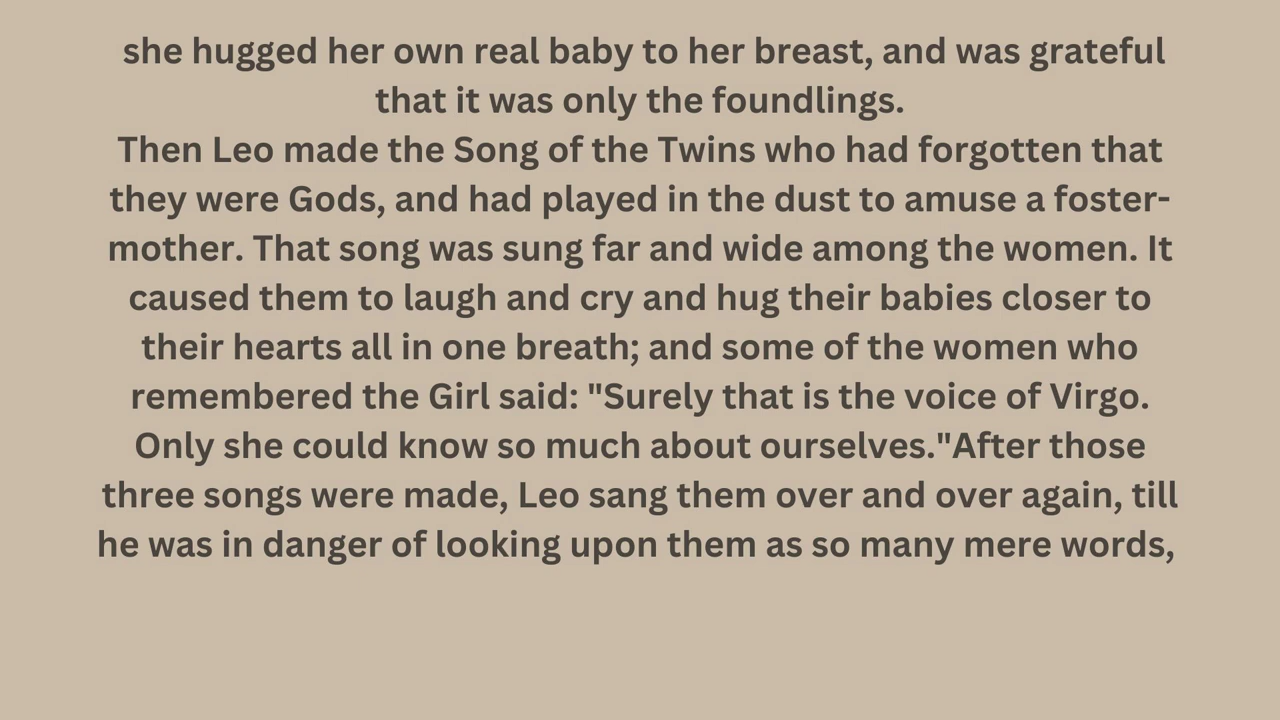 she hugged her own real baby to her breast, and was grateful
that it was only the foundlings.
Then Leo made the Song of the Twins who had forgotten that
they were Gods, and had played in the dust to amuse a foster-
mother. That song was sung far and wide among the women. It
caused them to laugh and cry and hug their babies closer to
their hearts all in one breath; and some of the women who
remembered the Girl said: "Surely that is the voice of Virgo.
Only she could know so much about ourselves."After those
three songs were made, Leo sang them over and over again, till
he was in danger of looking upon them as so many mere words,